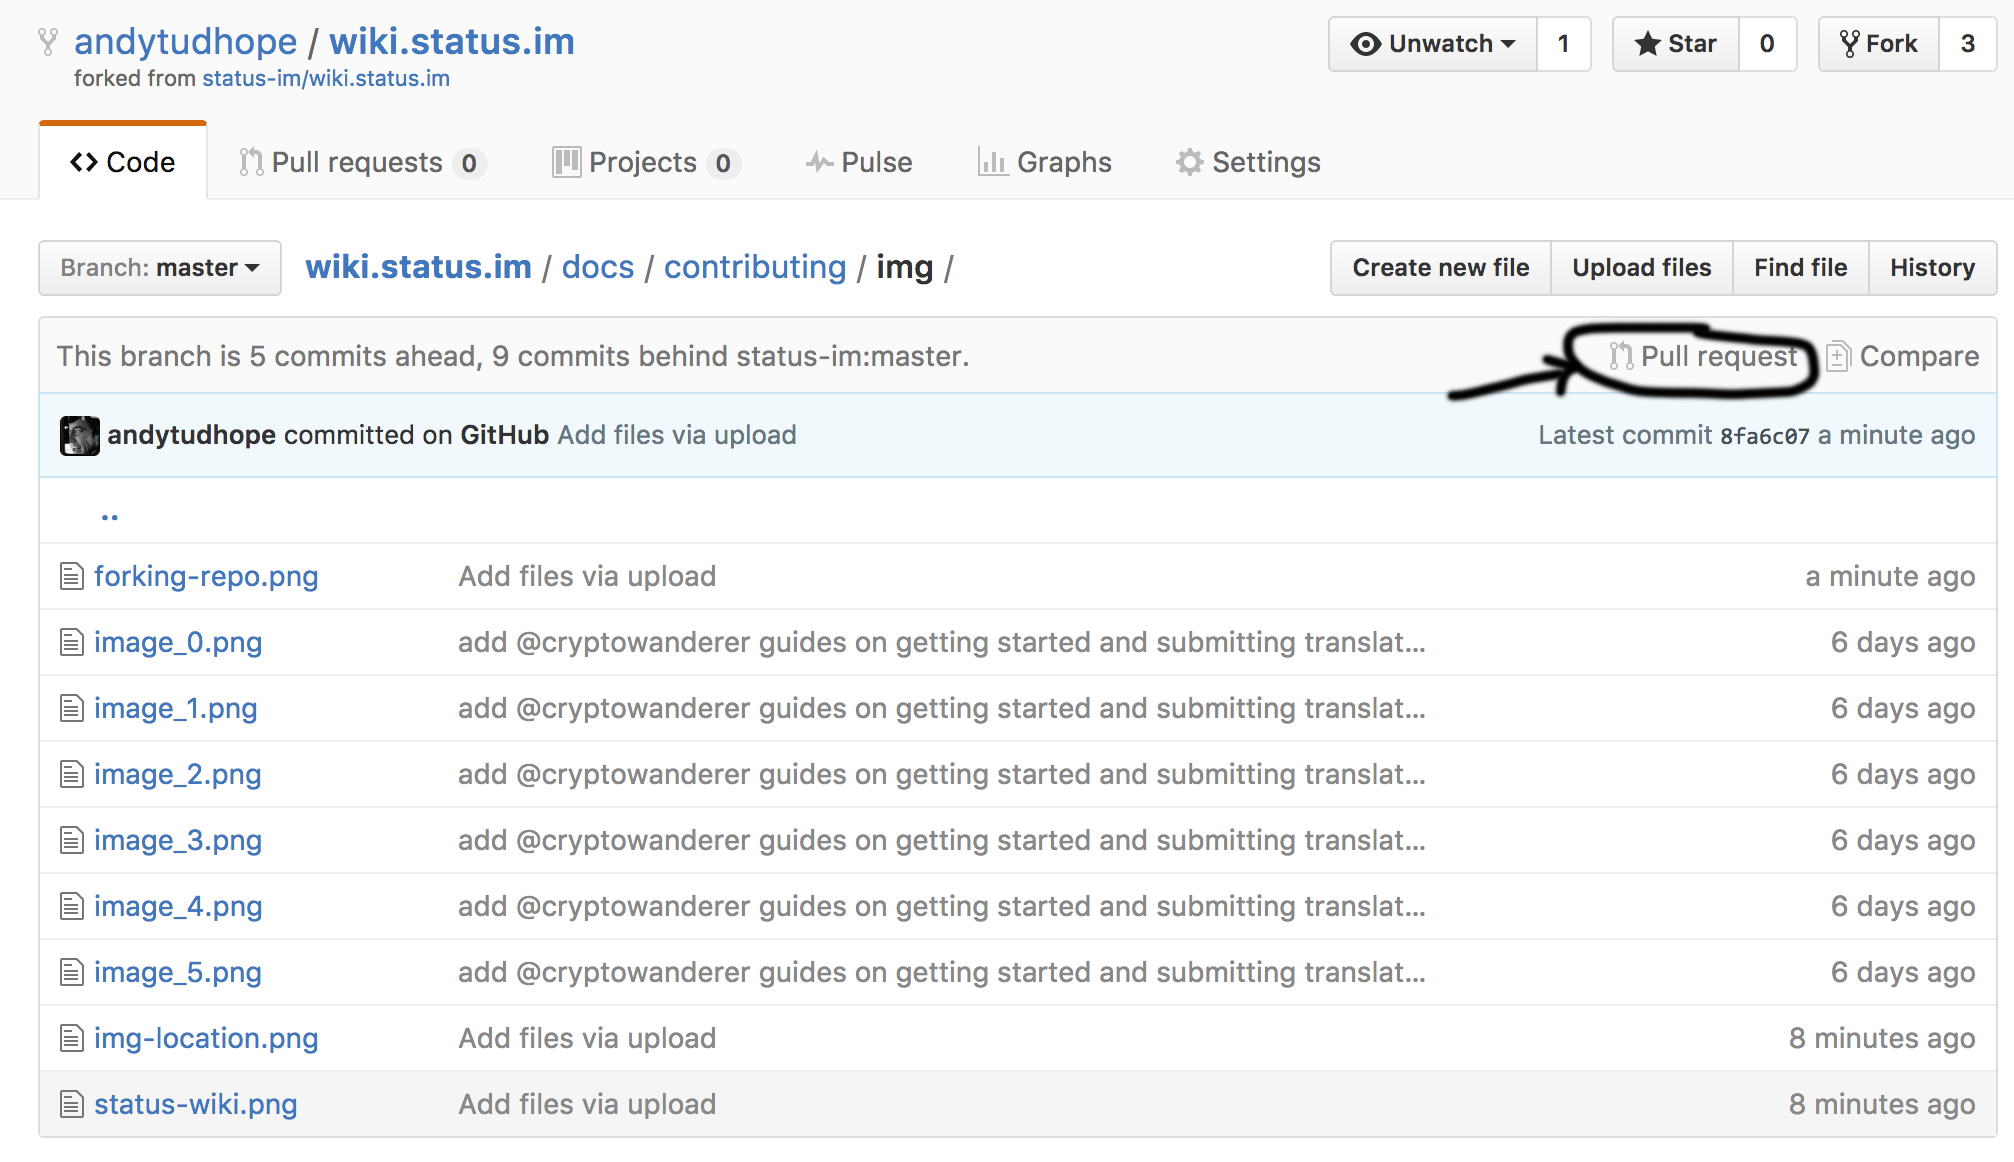 andytudhope / wiki.status.im
forked from status-im/wiki.status.im
Unwatch 1 Star 0 Fork 3
Code Pull requests 0 Projects 0 Pulse Graphs Settings
Branch: master wiki.status.im / docs / contributing / img / Create new file Upload files Find file History
This branch is 5 commits ahead, 9 commits behind status-im:master. Pull request Compare
andytudhope committed on GitHub Add files via upload Latest commit 8fa6c07 a minute ago
..
forking-repo.png Add files via upload a minute ago
image_0.png add @cryptowanderer guides on getting started and submitting translat… 6 days ago
image_1.png add @cryptowanderer guides on getting started and submitting translat… 6 days ago
image_2.png add @cryptowanderer guides on getting started and submitting translat… 6 days ago
image_3.png add @cryptowanderer guides on getting started and submitting translat… 6 days ago
image_4.png add @cryptowanderer guides on getting started and submitting translat… 6 days ago
image_5.png add @cryptowanderer guides on getting started and submitting translat… 6 days ago
img-location.png Add files via upload 8 minutes ago
status-wiki.png Add files via upload 8 minutes ago